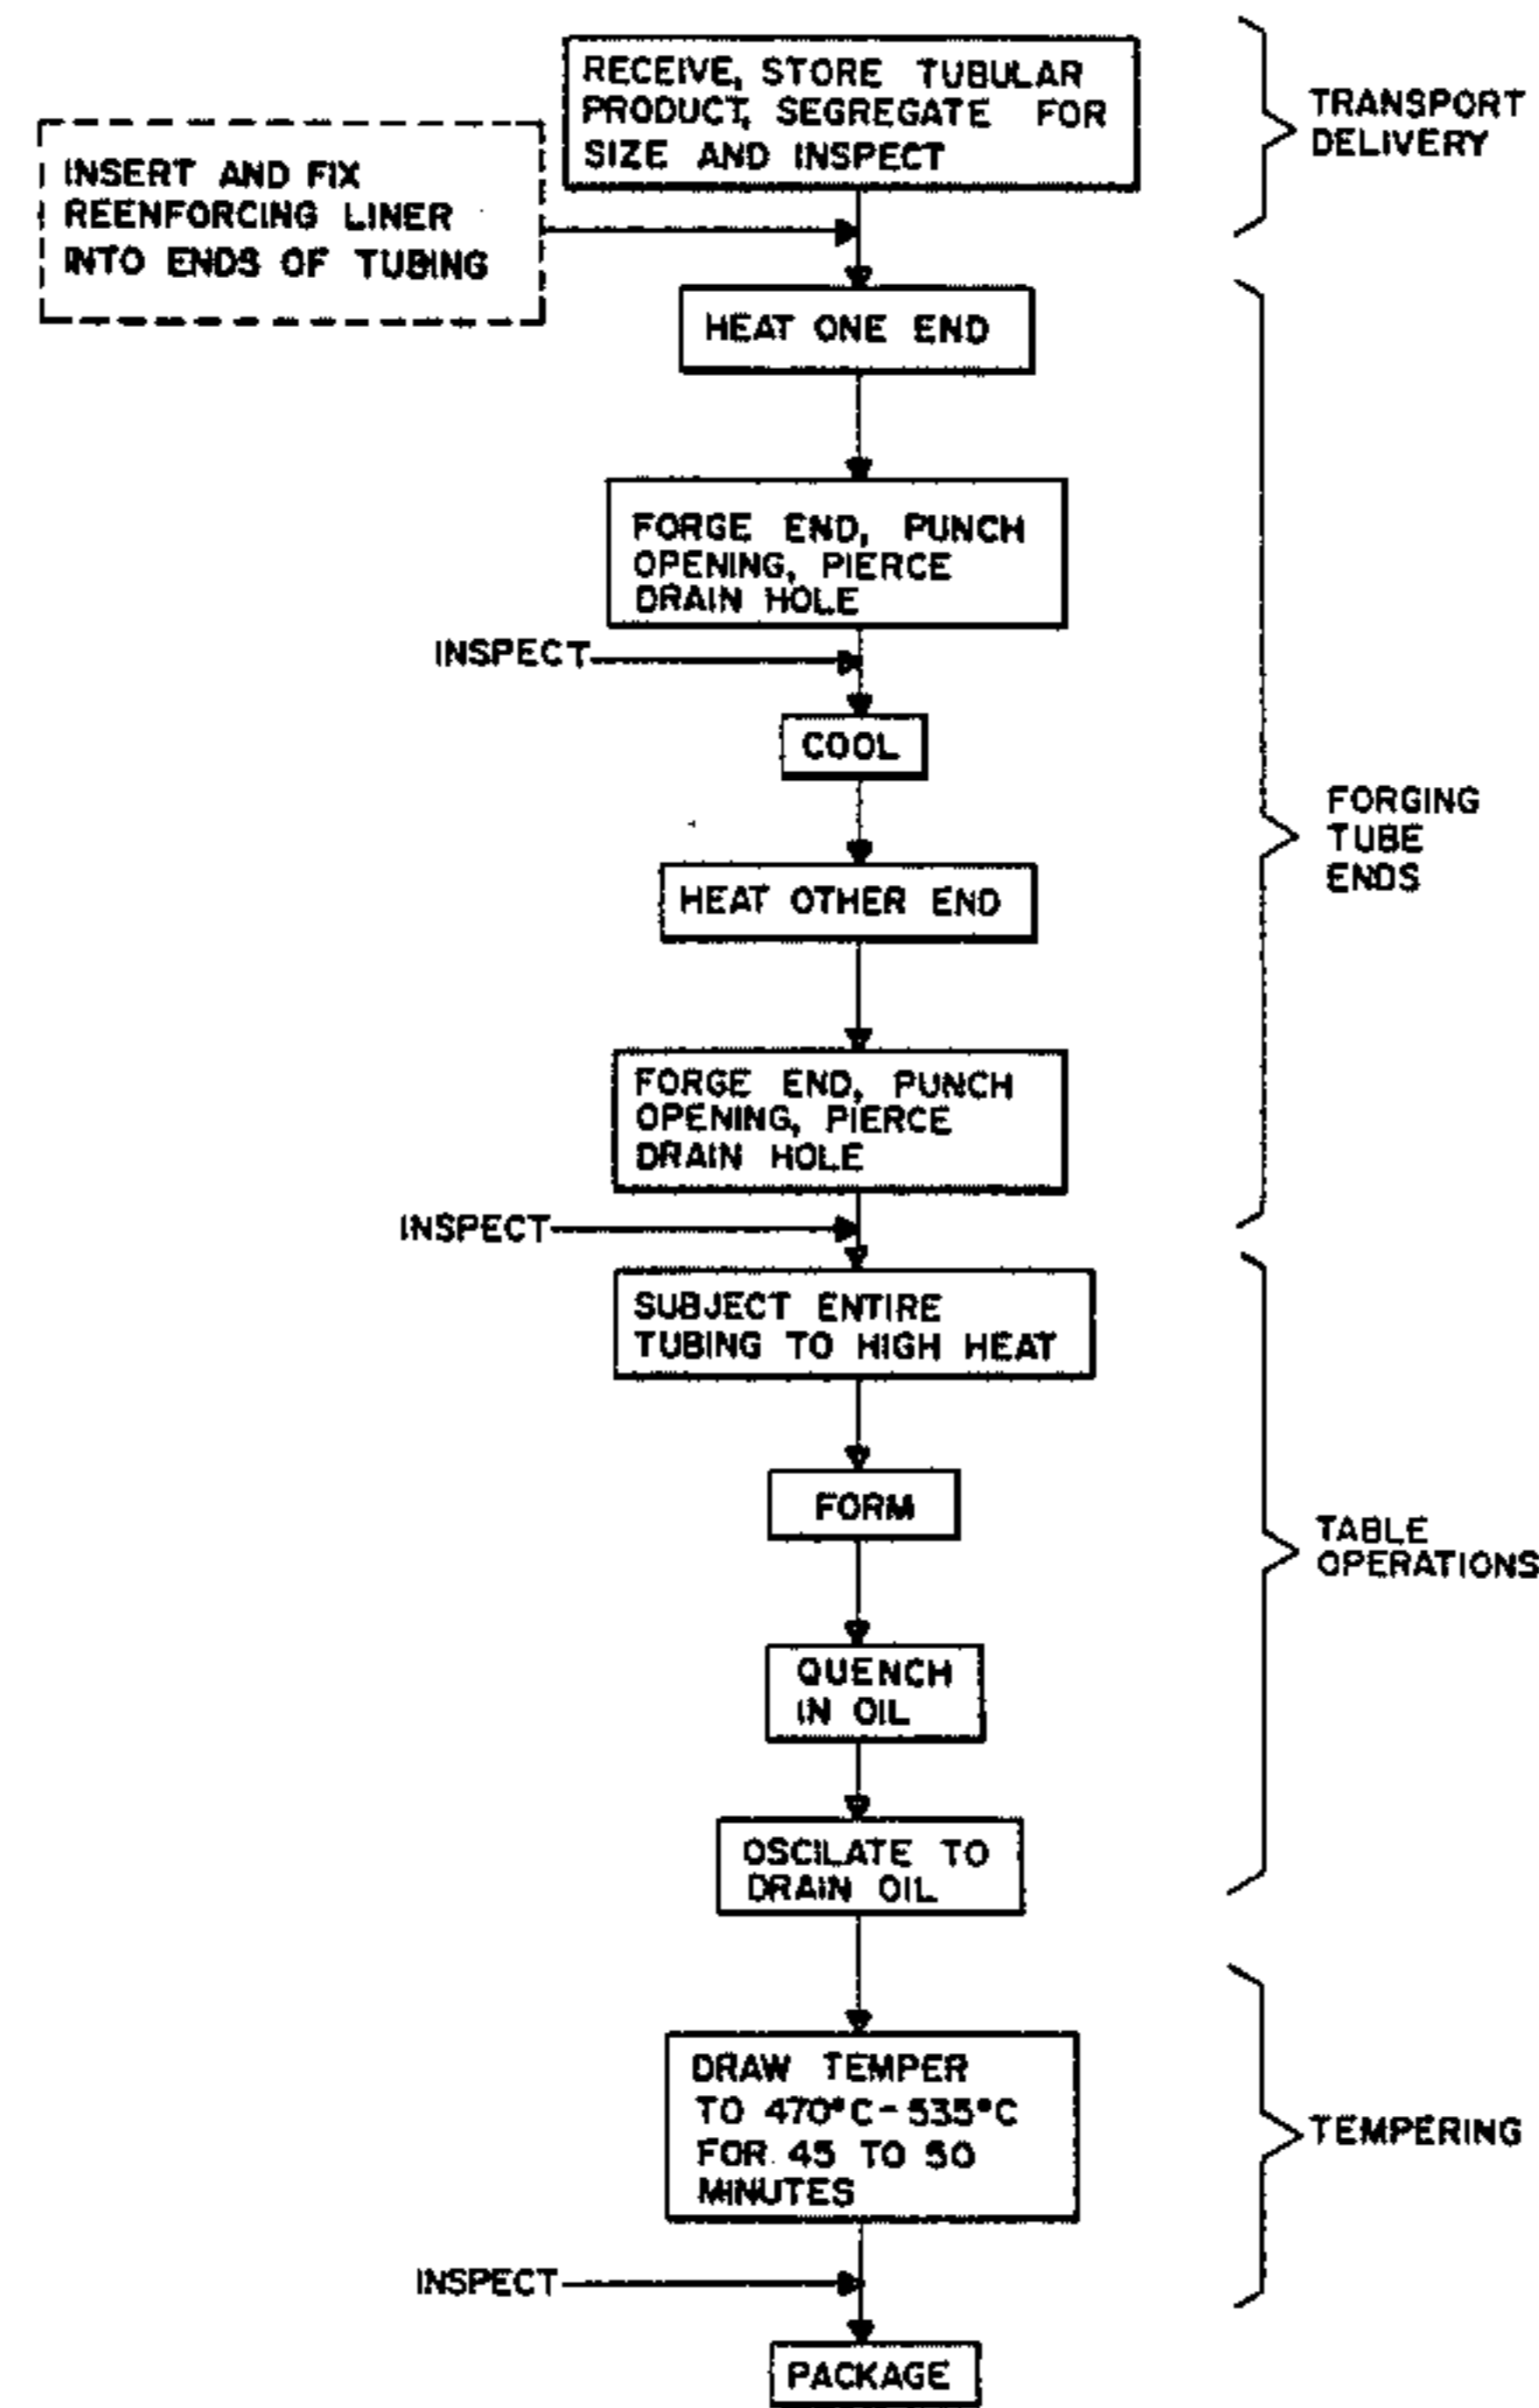 RECEIVE, STORE TUBULAR
PRODUCT, SEGREGATE FOR
SIZE AND INSPECT
TRANSPORT
DELIVERY
INSERT AND FIX
REENFORCING LINER
INTO ENDS OF TUBING
HEAT ONE END
FORGE END, PUNCH
OPENING, PIERCE
DRAIN HOLE
INSPECT
COOL
FORGING
TUBE
ENDS
HEAT OTHER END
FORGE END, PUNCH
OPENING, PIERCE
DRAIN HOLE
INSPECT
SUBJECT ENTIRE
TUBING TO HIGH HEAT
FORM
TABLE
OPERATIONS
QUENCH
IN OIL
OSCILATE TO
DRAIN OIL
DRAW TEMPER
TO 470°C-535°C
FOR 45 TO 50
MINUTES
TEMPERING
INSPECT
PACKAGE